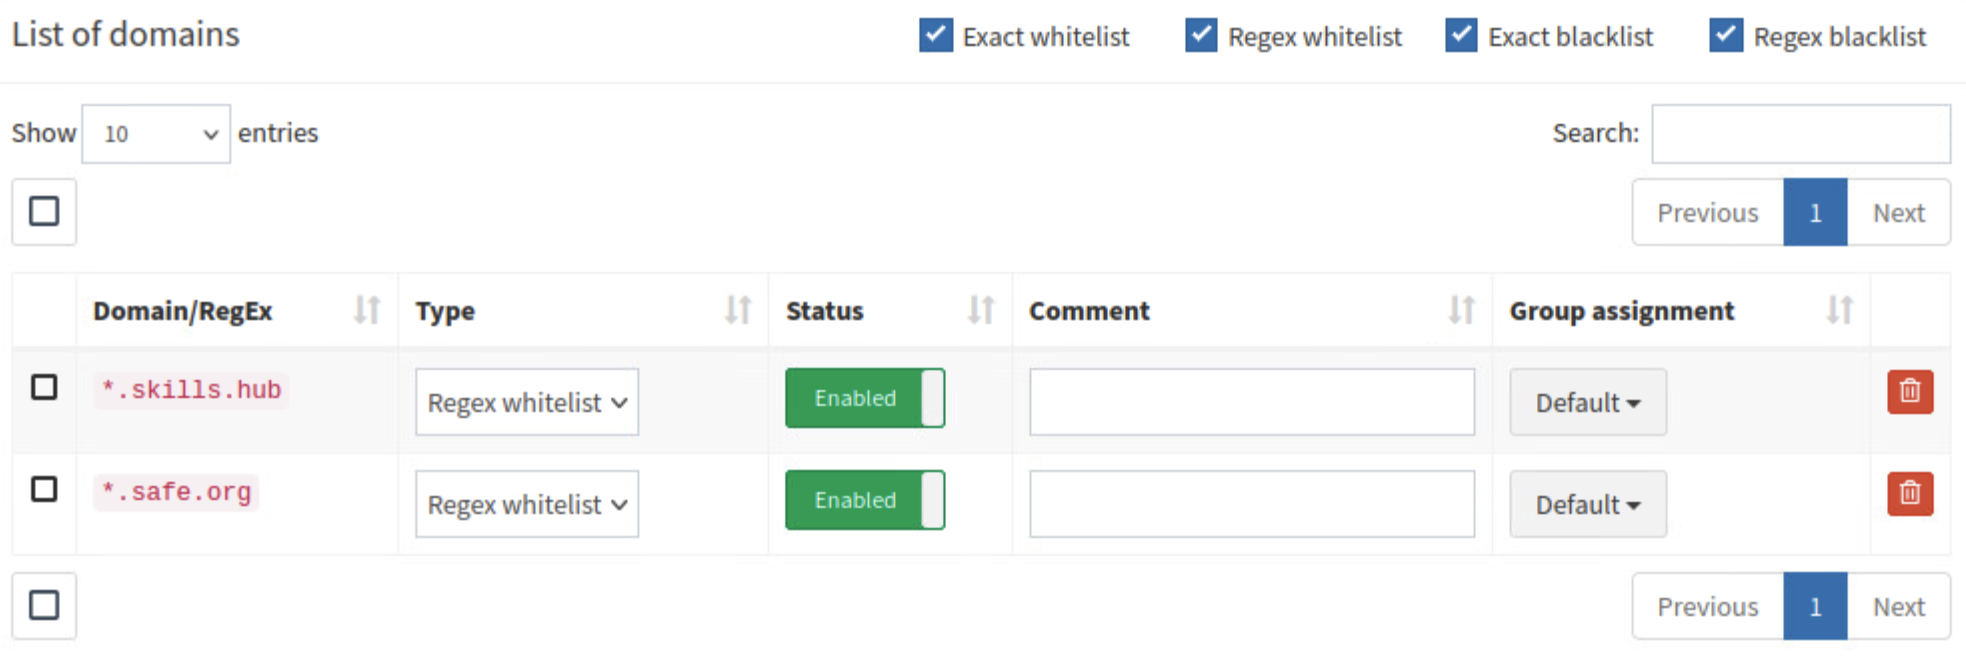 List of domains Exact whitelist Regex whitelist Exact blacklist Regex blacklist
Show 10 entries Search:
Previous 1 Next
Domain/RegEx Type Status Comment Group assignment
*.skills.hub Regex whitelist Enabled Default
*.safe.org Regex whitelist Enabled Default
Previous 1 Next